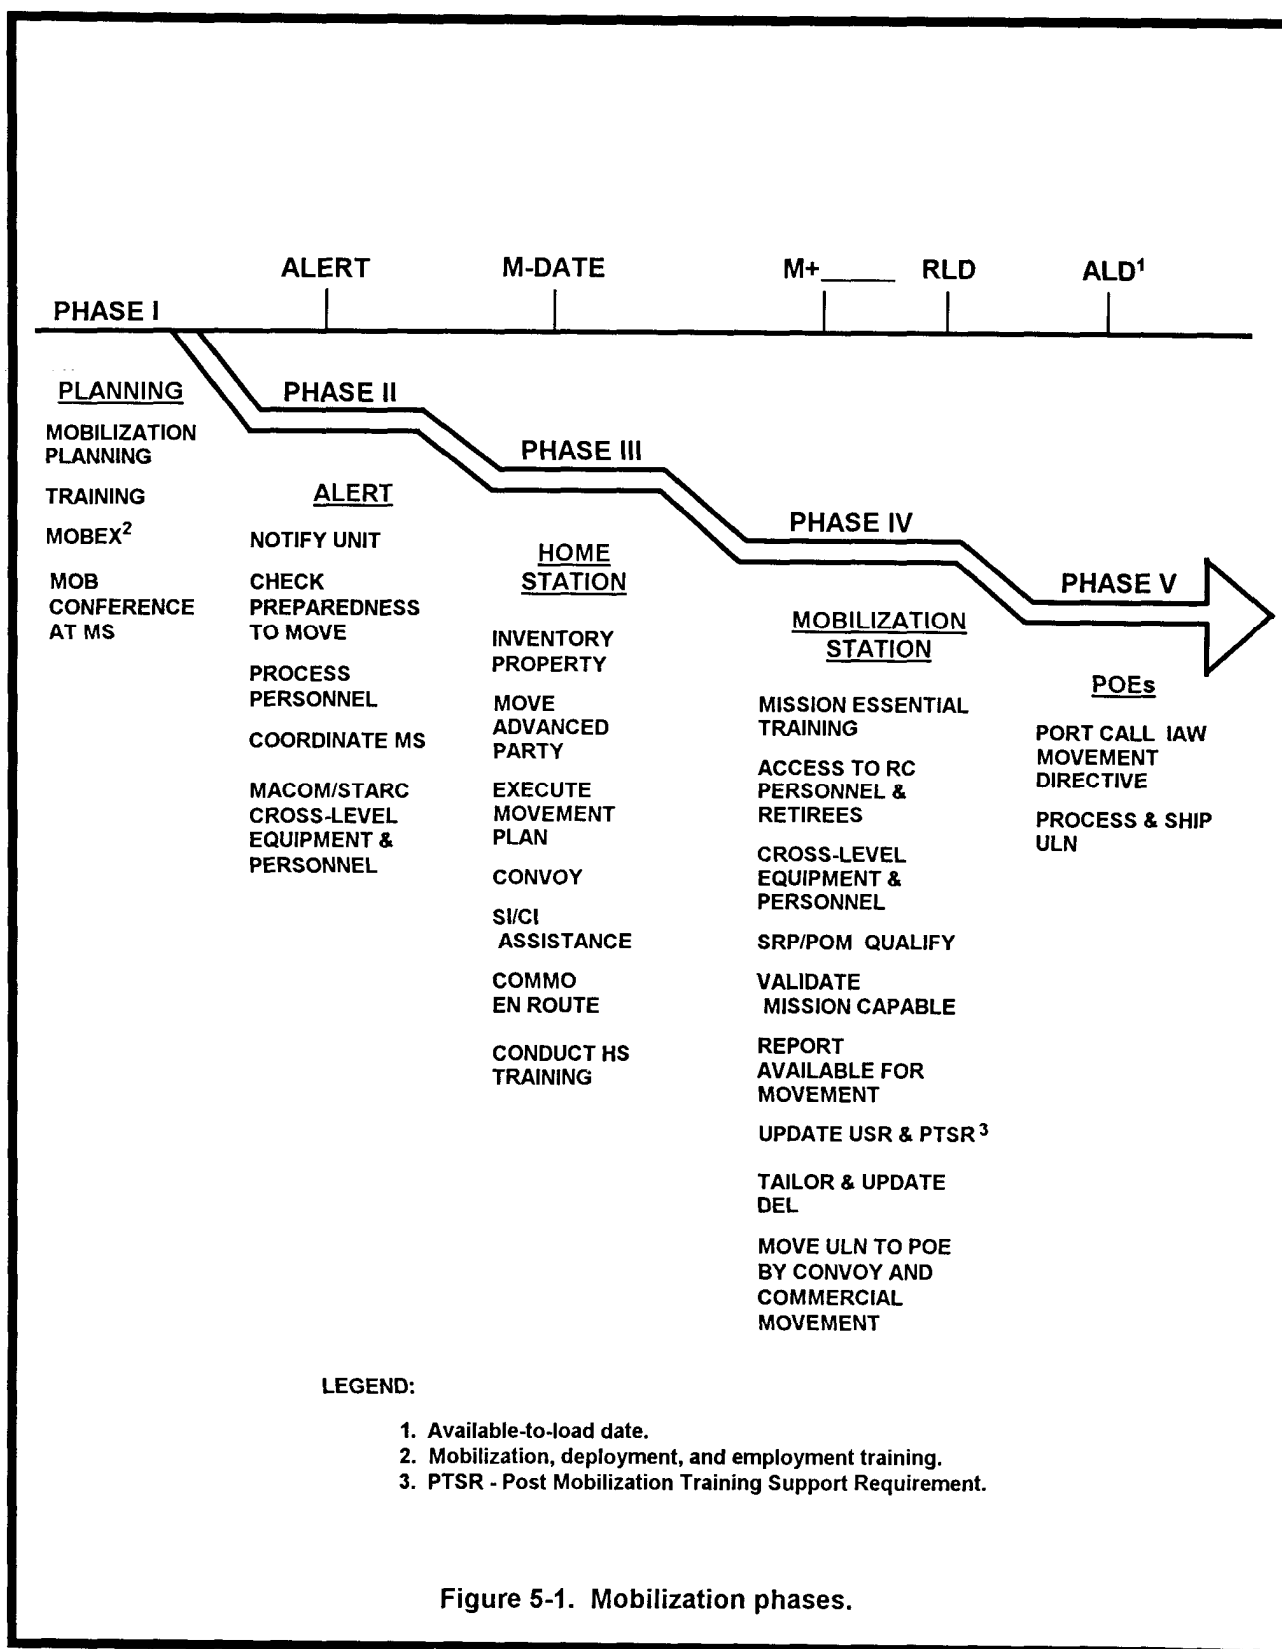 ALERT M-DATE M+_____ RLD ALD¹
PHASE I
PLANNING
MOBILIZATION
PLANNING
TRAINING
MOBEX²
MOB
CONFERENCE
AT MS
PHASE II
ALERT
NOTIFY UNIT
CHECK
PREPAREDNESS
TO MOVE
PROCESS
PERSONNEL
COORDINATE MS
MACOM/STARC
CROSS-LEVEL
EQUIPMENT &
PERSONNEL
PHASE III
HOME
STATION
INVENTORY
PROPERTY
MOVE
ADVANCED
PARTY
EXECUTE
MOVEMENT
PLAN
CONVOY
SI/CI
ASSISTANCE
COMMO
EN ROUTE
CONDUCT HS
TRAINING
PHASE IV
MOBILIZATION
STATION
MISSION ESSENTIAL
TRAINING
ACCESS TO RC
PERSONNEL &
RETIREES
CROSS-LEVEL
EQUIPMENT &
PERSONNEL
SRP/POM QUALIFY
VALIDATE
MISSION CAPABLE
REPORT
AVAILABLE FOR
MOVEMENT
UPDATE USR & PTSR³
TAILOR & UPDATE
DEL
MOVE ULN TO POE
BY CONVOY AND
COMMERCIAL
MOVEMENT
PHASE V
POEs
PORT CALL IAW
MOVEMENT
DIRECTIVE
PROCESS & SHIP
ULN
LEGEND:
1. Available-to-load date.
2. Mobilization, deployment, and employment training.
3. PTSR - Post Mobilization Training Support Requirement.
Figure 5-1. Mobilization phases.